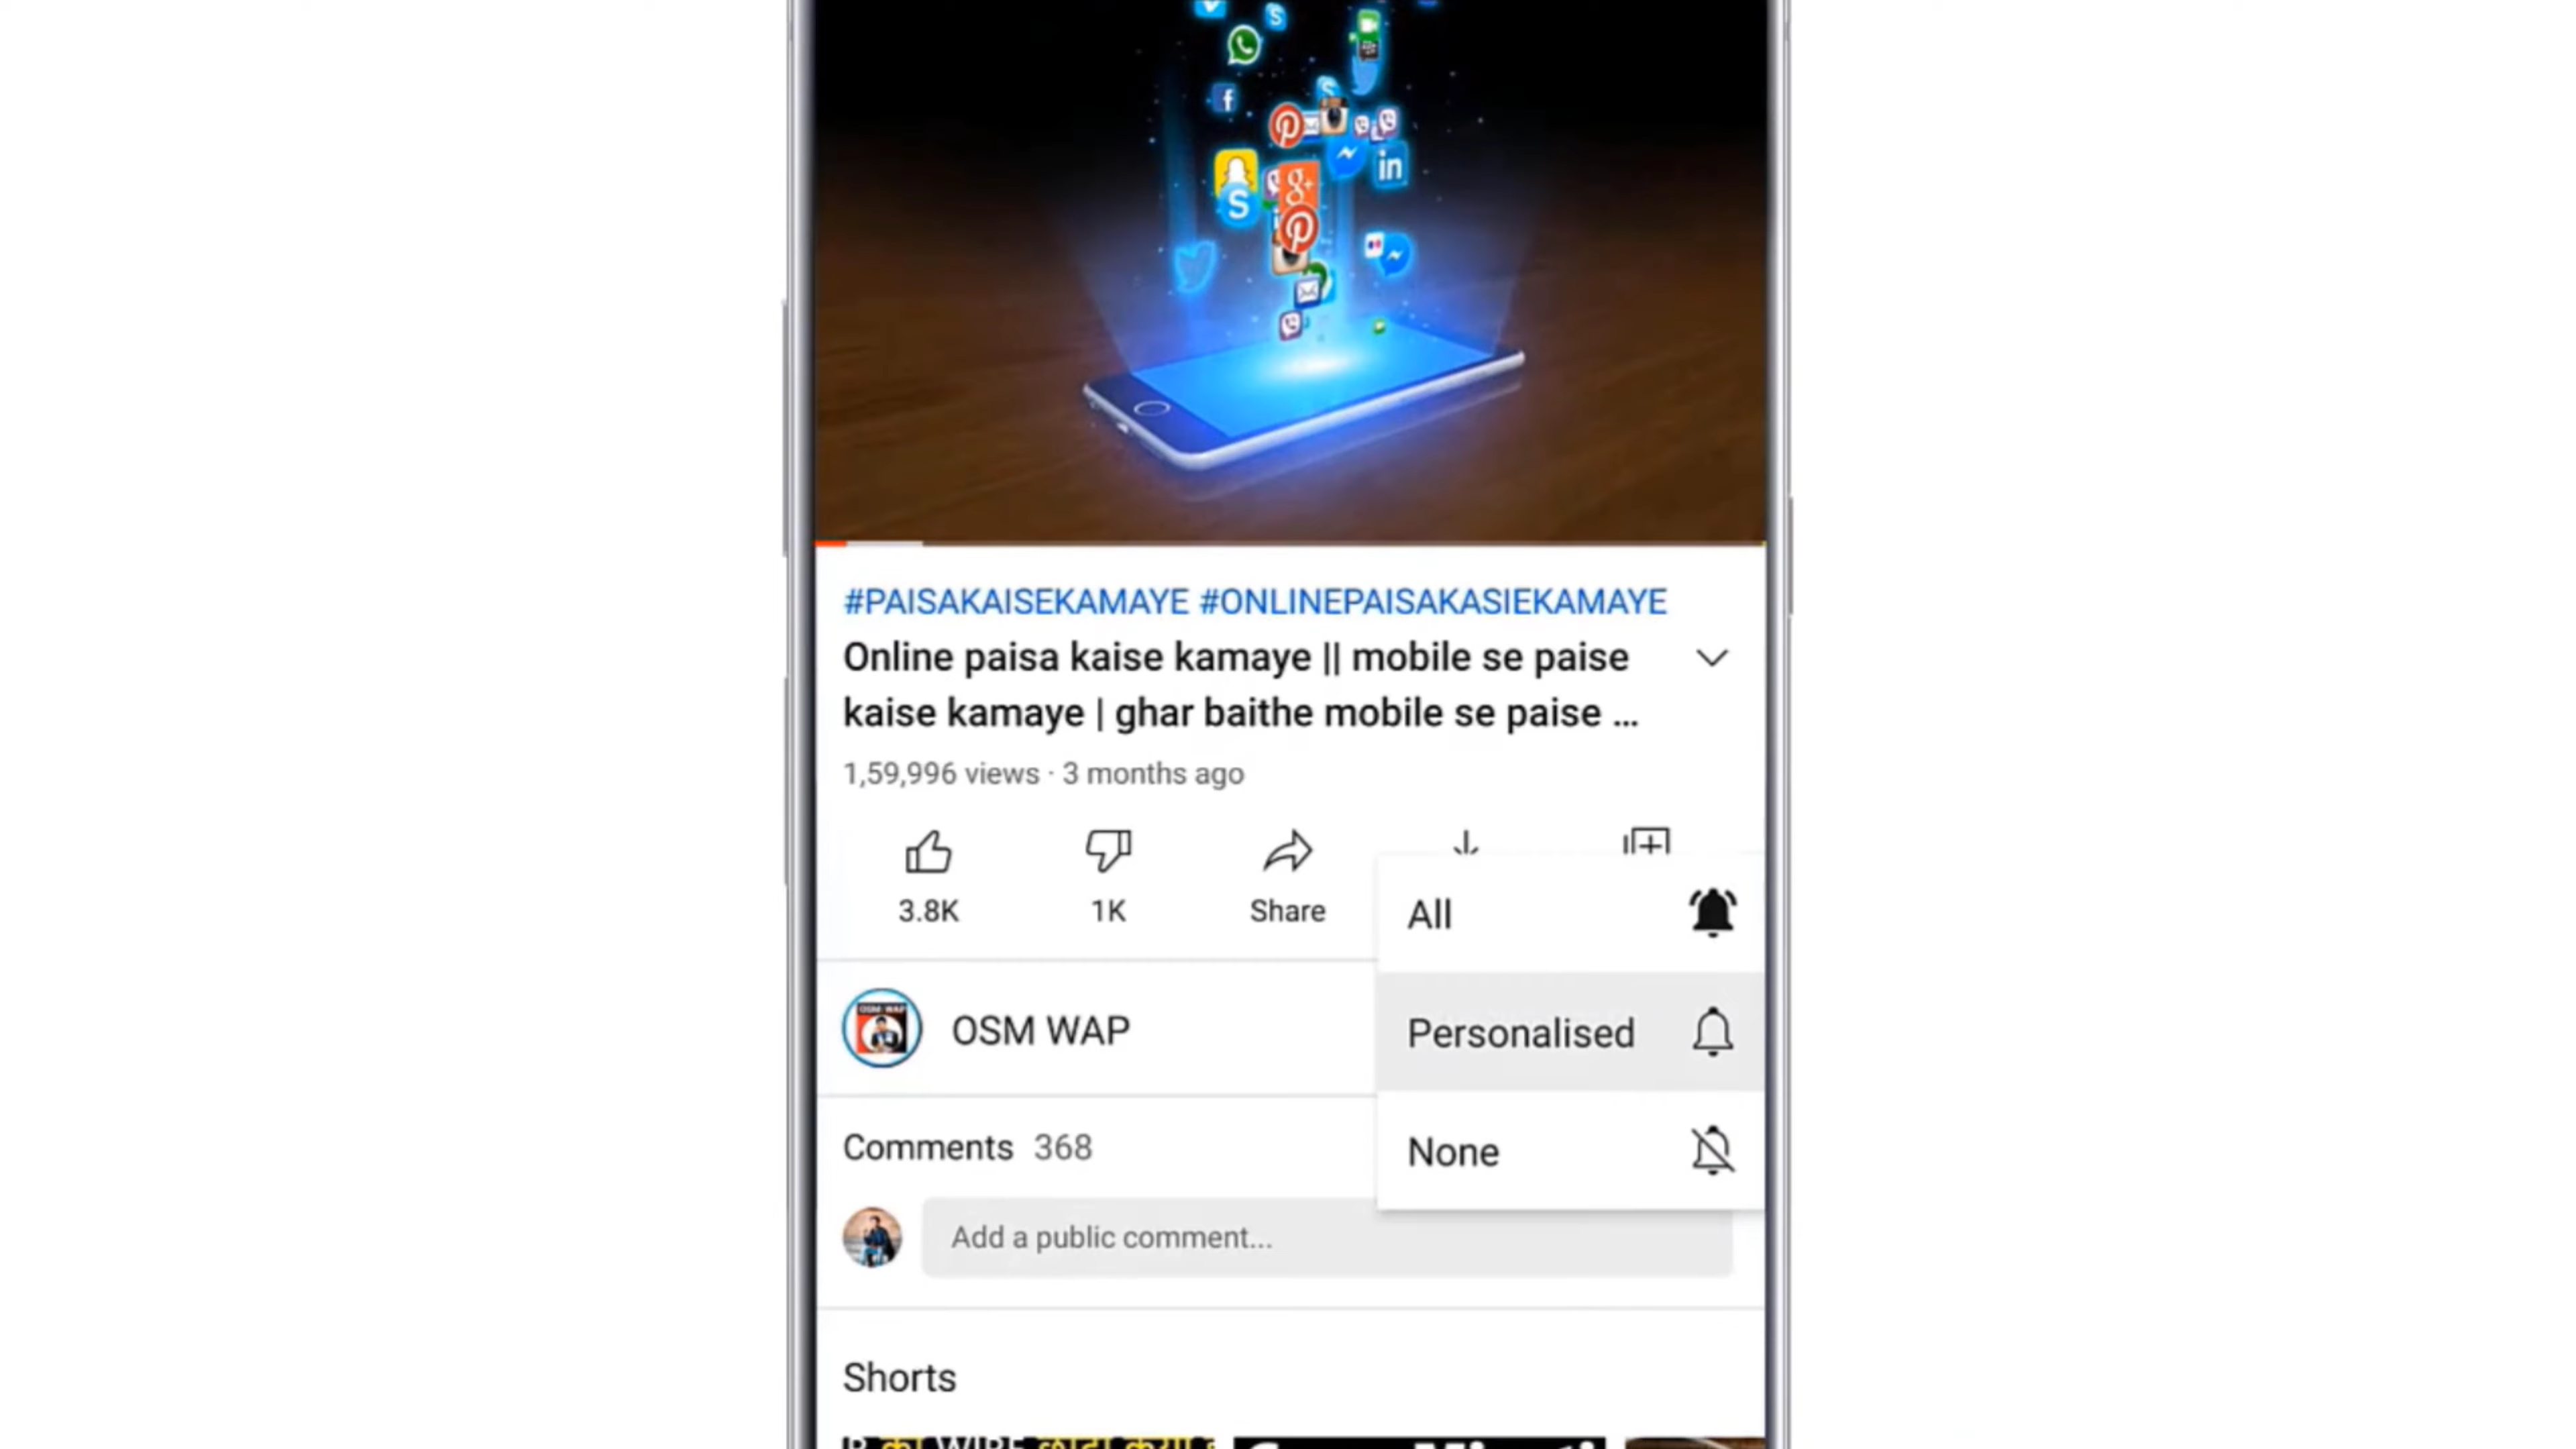 #PAISAKAISEKAMAYE #ONLINEPAISAKASIEKAMAYE
Online paisa kaise kamaye || mobile se paise
kaise kamaye | ghar baithe mobile se paise ...
1,59,996 views · 3 months ago
3.8K 1K Share
All
OSM WAP
Personalised
Comments 368
None
Add a public comment...
Shorts